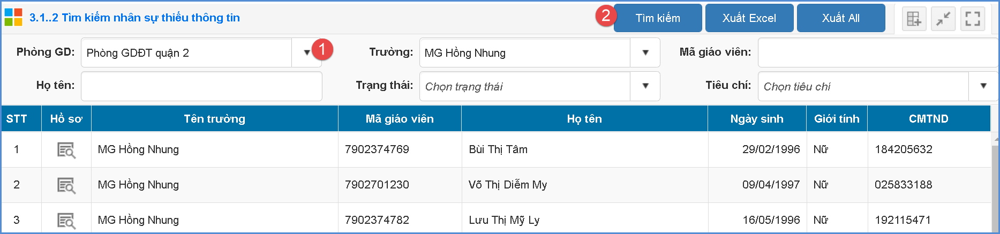 3.1..2 Tìm kiếm nhân sự thiếu thông tin 2 Tìm kiếm Xuất Excel Xuất All
Phòng GD: Phòng GDĐT quận 2 1 Trường: MG Hồng Nhung Mã giáo viên:
Họ tên: Trạng thái: Chọn trạng thái Tiêu chí: Chọn tiêu chí
STT Hồ sơ Tên trường Mã giáo viên Họ tên Ngày sinh Giới tính CMTND
1 MG Hồng Nhung 7902374769 Bùi Thị Tâm 29/02/1996 Nữ 184205632
2 MG Hồng Nhung 7902701230 Võ Thị Diễm My 09/04/1997 Nữ 025833188
3 MG Hồng Nhung 7902374782 Lưu Thị Mỹ Ly 16/05/1996 Nữ 192115471